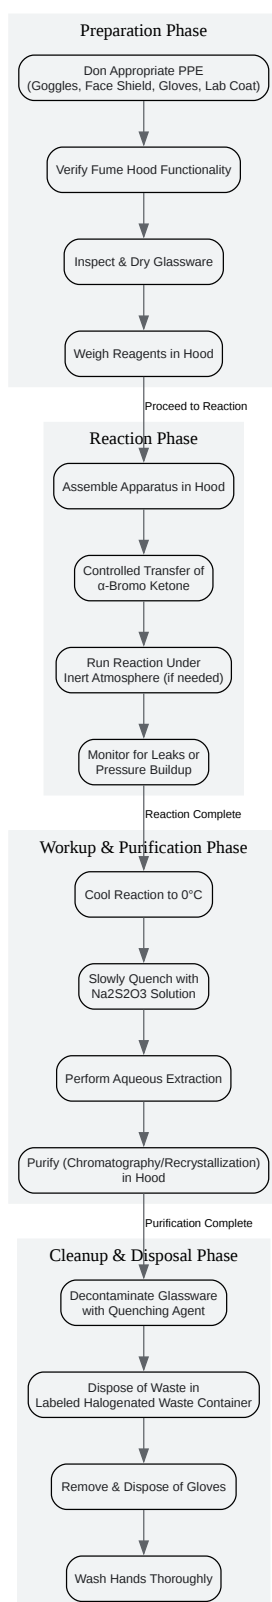 Preparation Phase
Don Appropriate PPE
(Goggles, Face Shield, Gloves, Lab Coat)
Verify Fume Hood Functionality
Inspect & Dry Glassware
Weigh Reagents in Hood
Proceed to Reaction
Reaction Phase
Assemble Apparatus in Hood
Controlled Transfer of
α-Bromo Ketone
Run Reaction Under
Inert Atmosphere (if needed)
Monitor for Leaks or
Pressure Buildup
Reaction Complete
Workup & Purification Phase
Cool Reaction to 0°C
Slowly Quench with
Na2S2O3 Solution
Perform Aqueous Extraction
Purify (Chromatography/Recrystallization)
in Hood
Purification Complete
Cleanup & Disposal Phase
Decontaminate Glassware
with Quenching Agent
Dispose of Waste in
Labeled Halogenated Waste Container
Remove & Dispose of Gloves
Wash Hands Thoroughly